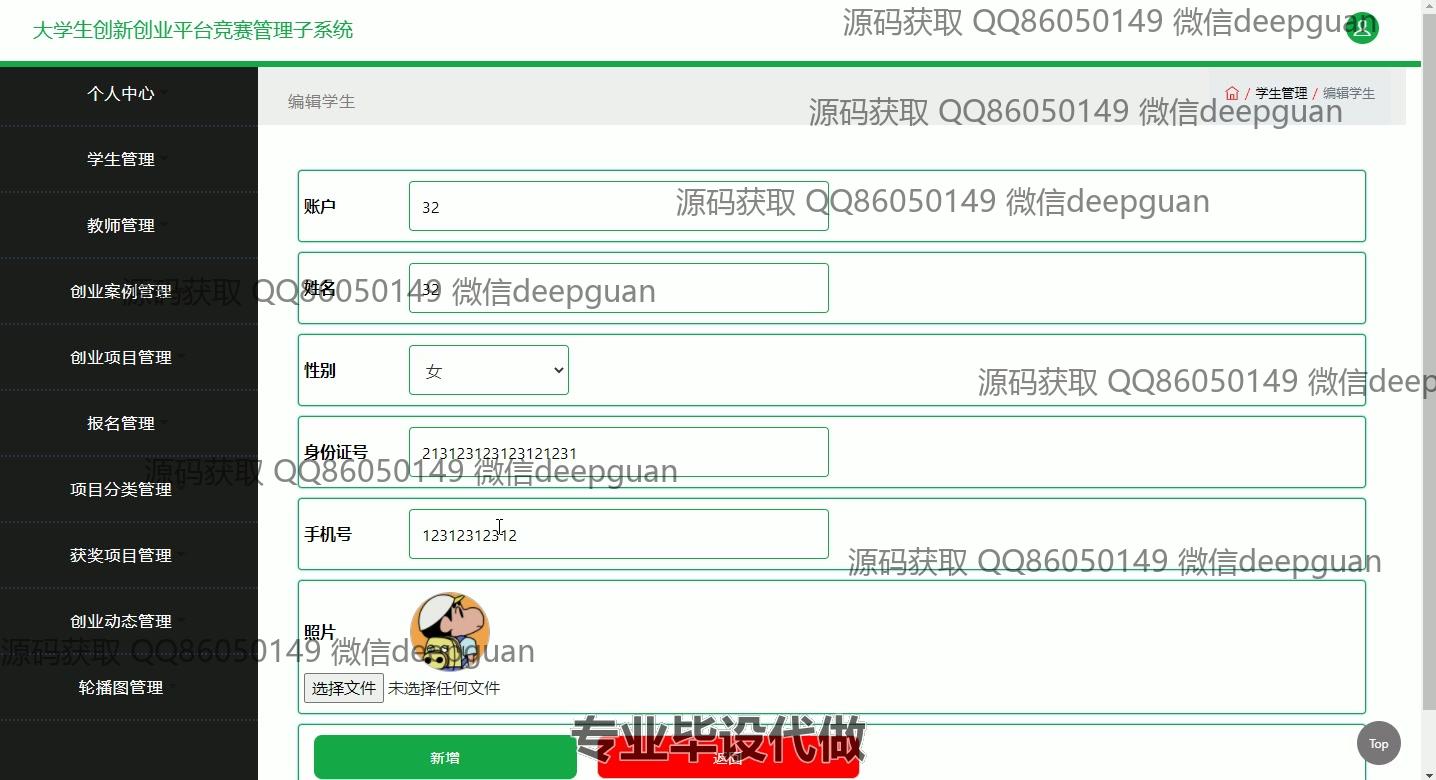 大学生创新创业平台竞赛管理子系统
源码获取 QQ86050149 微信deepguan
个人中心
编辑学生
/ 学生管理 / 编辑学生
源码获取 QQ86050149 微信deepguan
学生管理
账户
32
源码获取 QQ86050149 微信deepguan
教师管理
创业案例管理
源码获取 QQ86050149 微信deepguan
姓名
32
创业项目管理
性别
女
源码获取 QQ86050149 微信deep
报名管理
身份证号
213123123123121231
源码获取 QQ86050149 微信deepguan
项目分类管理
手机号
12312312312
获奖项目管理
源码获取 QQ86050149 微信deepguan
创业动态管理
照片
源码获取 QQ86050149 微信deepguan
轮播图管理
选择文件 未选择任何文件
专业毕设代做
新增
返回
Top